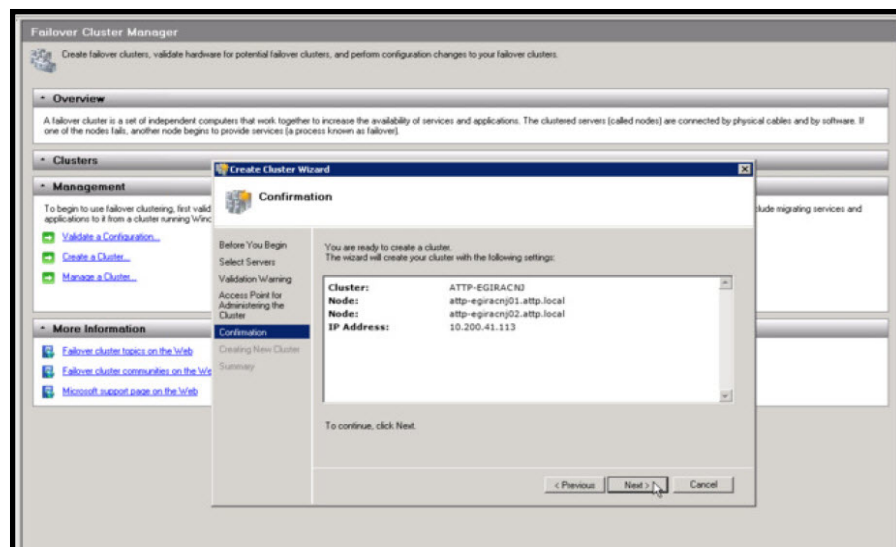 Failover Cluster Manager
Create failover clusters, validate hardware for potential failover clusters, and perform configuration changes to your failover clusters.
Overview
A failover cluster is a set of independent computers that work together to increase the availability of services and applications. The clustered servers (called nodes) are connected by physical cables and by software. If
one of the nodes fails, another node begins to provide services (a process known as failover).
Clusters
Management
To begin to use failover clustering, first valid
clude migrating services and
applications to it from a cluster running Wind
Validate a Configuration...
Create a Cluster...
Manage a Cluster...
More Information
Failover cluster topics on the Web
Failover cluster communities on the We
Microsoft support page on the Web
Create Cluster Wizard
Confirmation
Before You Begin
Select Servers
Validation Warning
Access Point for
Administering the
Cluster
Confirmation
Creating New Cluster
Summary
You are ready to create a cluster.
The wizard will create your cluster with the following settings:
Cluster: ATTP-EGIRACNJ
Node: attp-egiracnj01.attp.local
Node: attp-egiracnj02.attp.local
IP Address: 10.200.41.113
To continue, click Next.
< Previous
Next >
Cancel